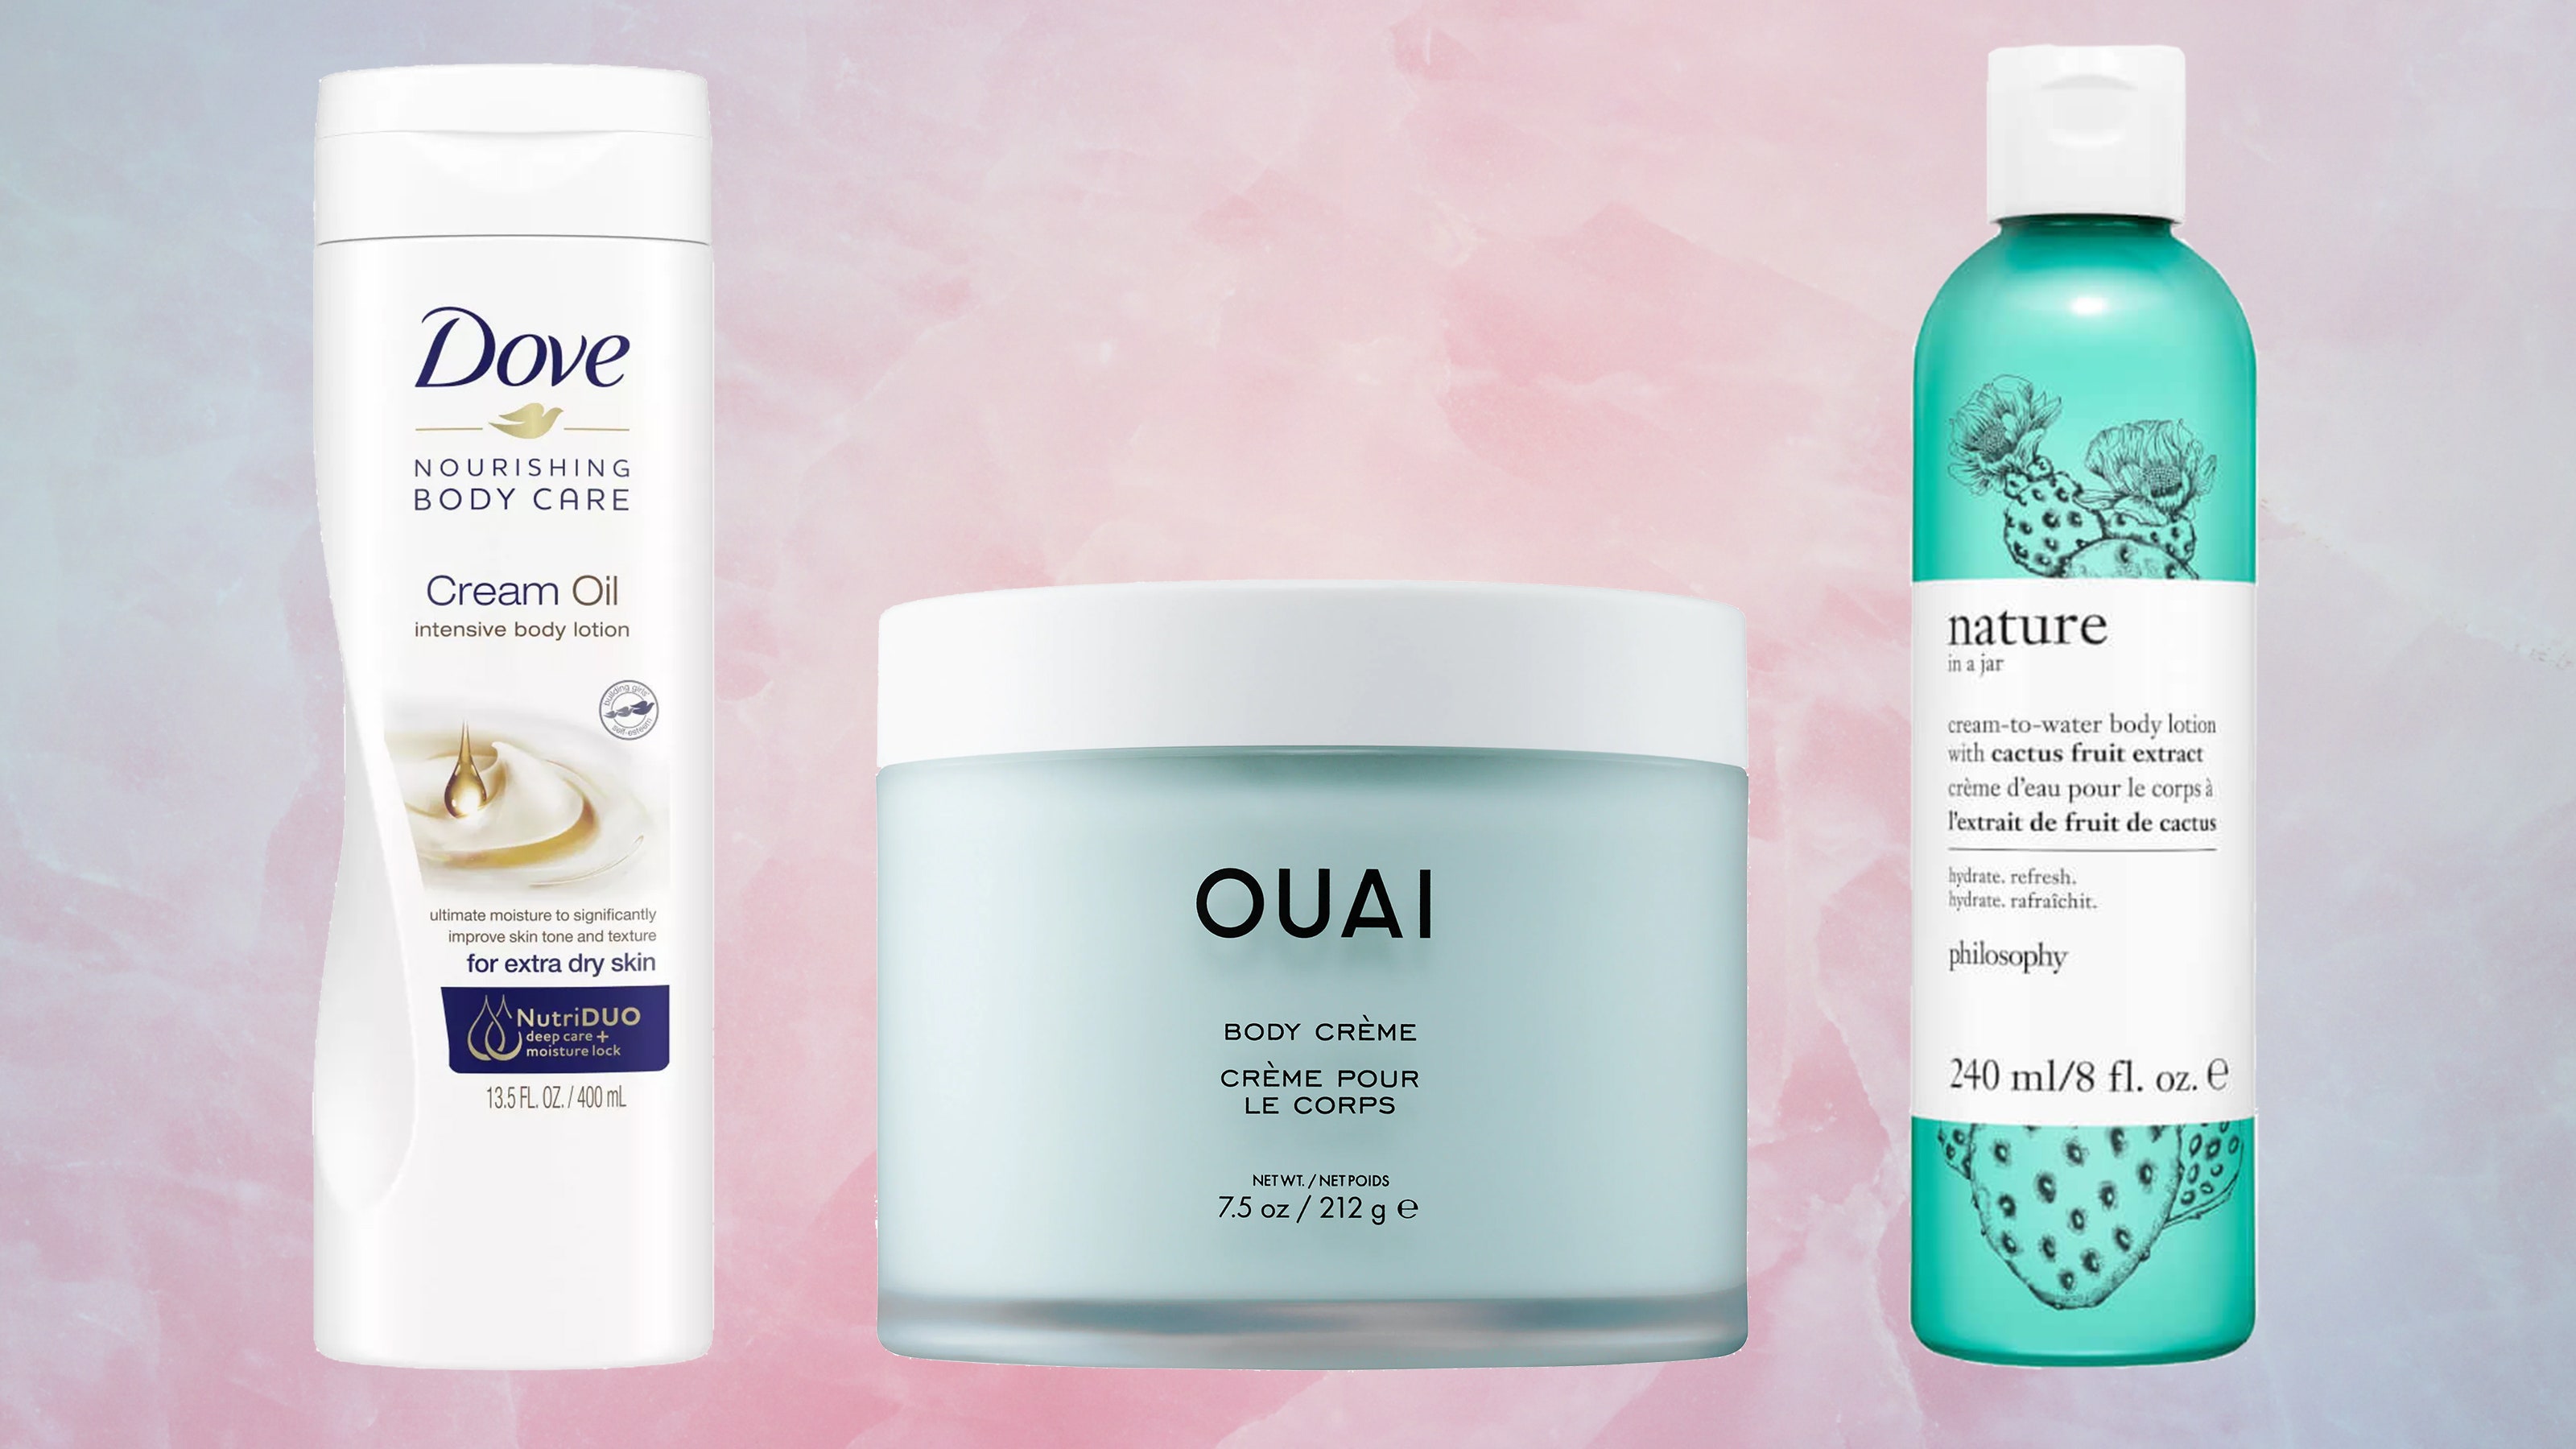 Dove
NOURISHING
BODY CARE
Cream Oil
intensive body lotion
building girls'
self-esteem
ultimate moisture to significantly
improve skin tone and texture
for extra dry skin
NutriDUO
deep care +
moisture lock
13.5 FL. OZ. / 400 mL
OUAI
BODY CRÈME
CRÈME POUR
LE CORPS
NET WT. / NET POIDS
7.5 oz / 212 g ℮
nature
in a jar
cream-to-water body lotion
with cactus fruit extract
crème d'eau pour le corps à
l'extrait de fruit de cactus
hydrate. refresh.
hydrate. rafraîchit.
philosophy
240 ml/8 fl. oz. ℮